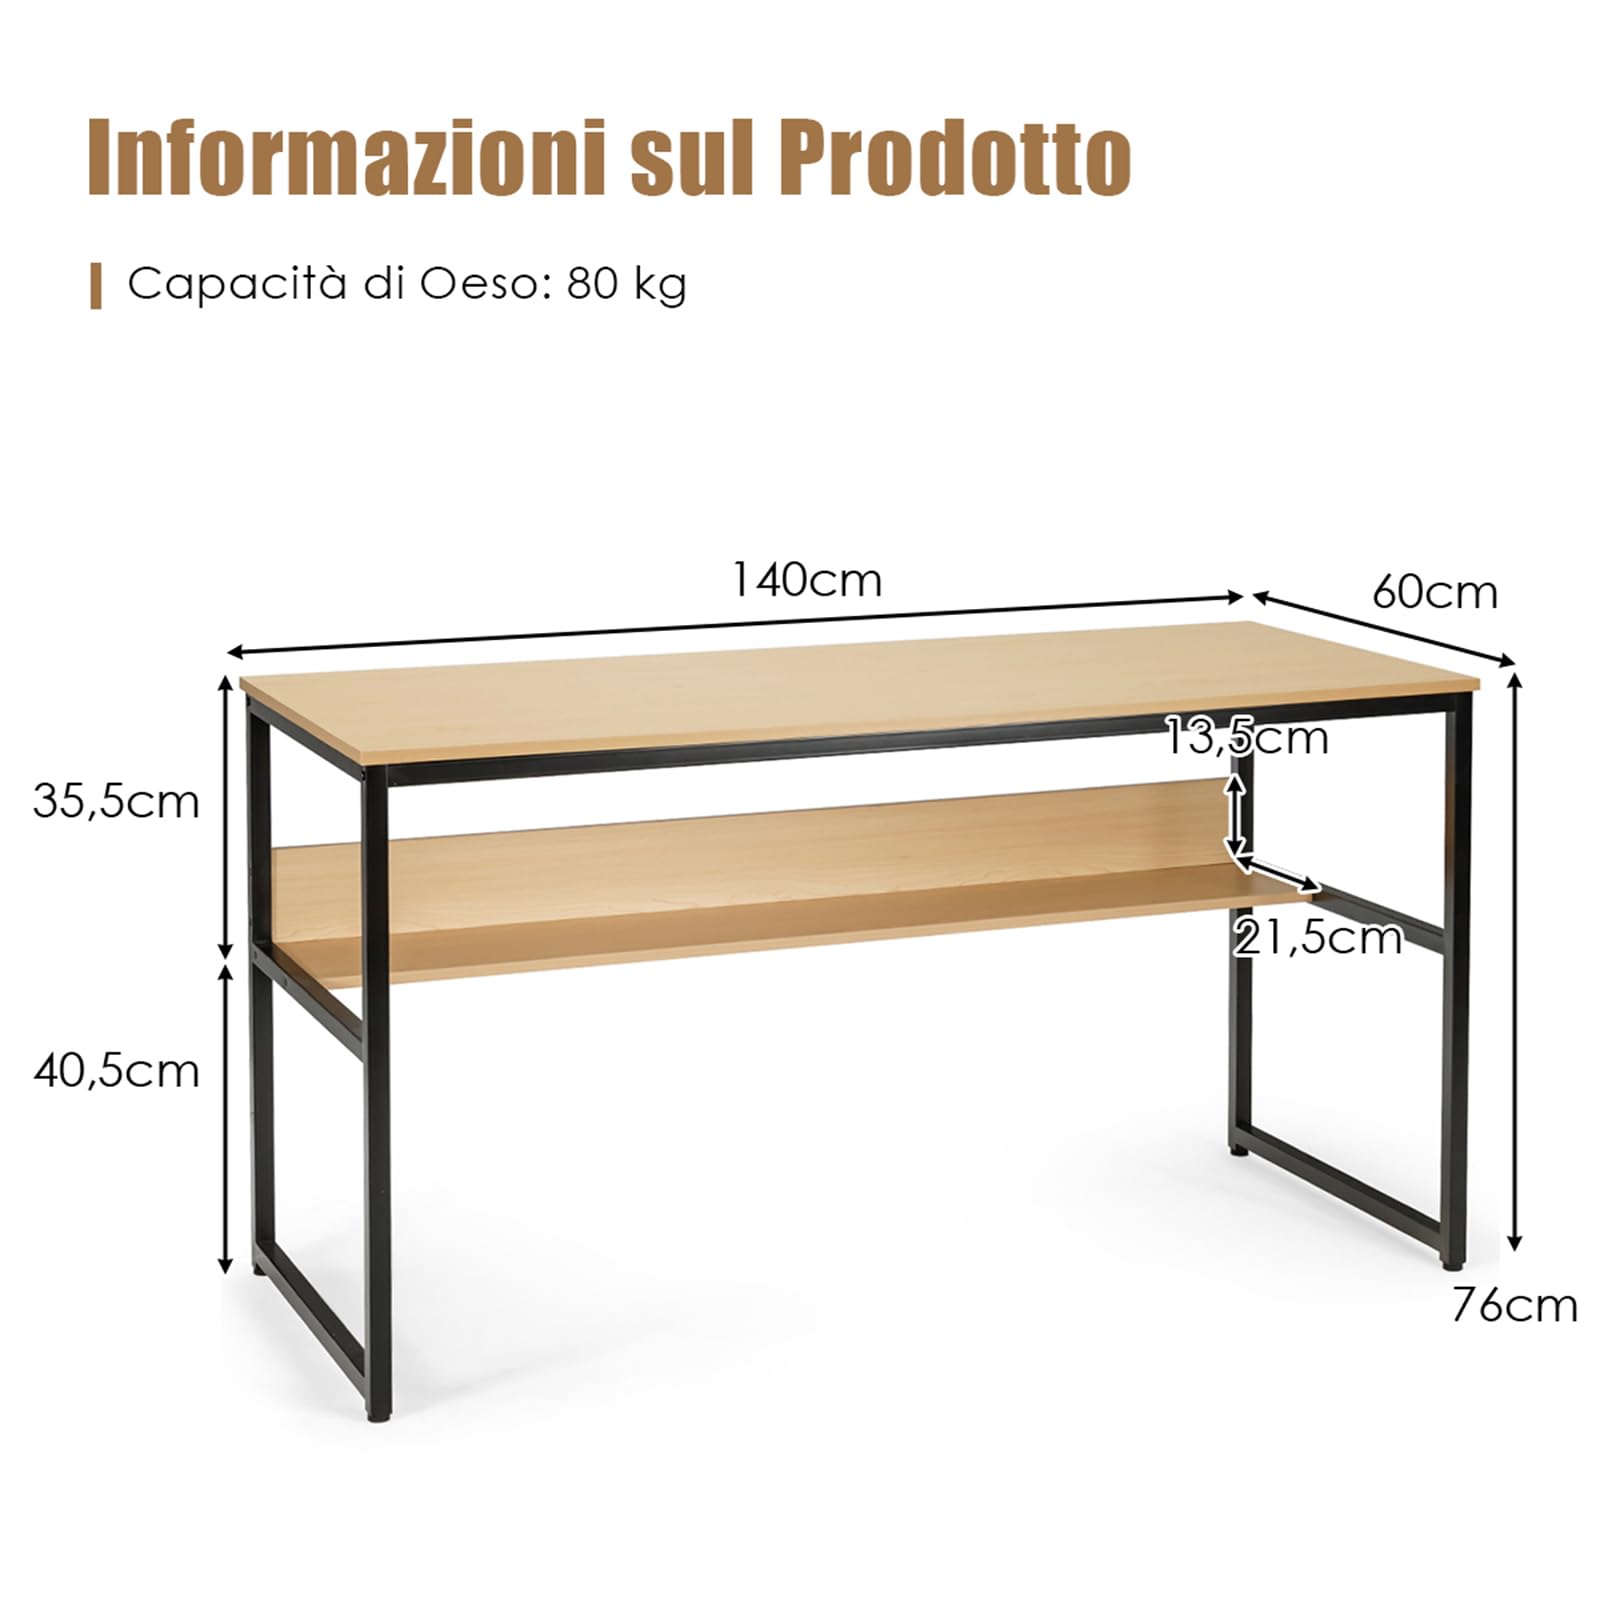 Informazioni sul Prodotto
Capacità di Oeso: 80 kg
140cm
60cm
13,5cm
35,5cm
21,5cm
40,5cm
76cm